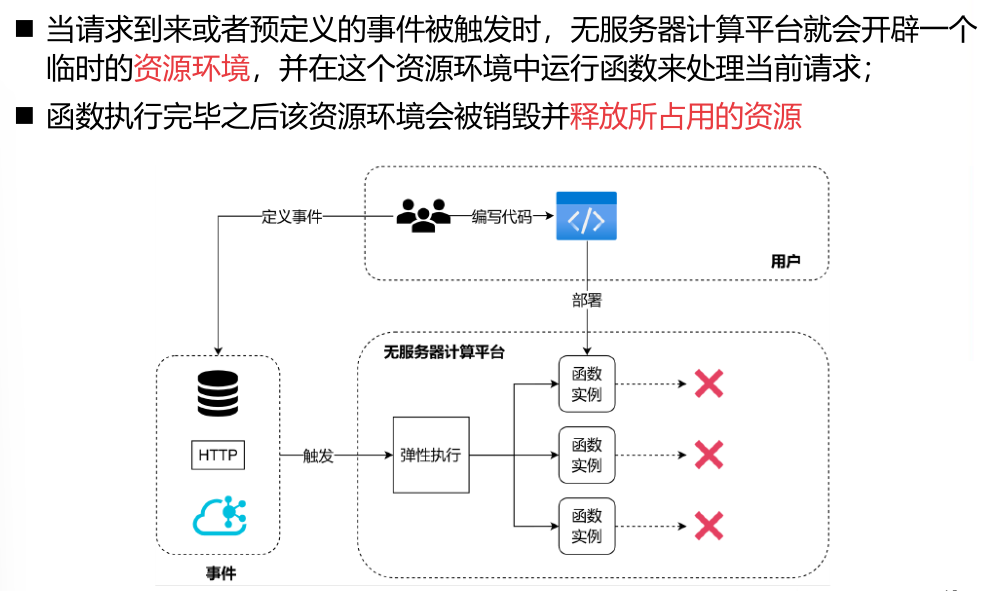 当请求到来或者预定义的事件被触发时，无服务器计算平台就会开辟一个
临时的资源环境，并在这个资源环境中运行函数来处理当前请求；
函数执行完毕之后该资源环境会被销毁并释放所占用的资源
定义事件
编写代码
</>
用户
部署
无服务器计算平台
函数
实例
HTTP
触发
弹性执行
函数
实例
函数
实例
事件